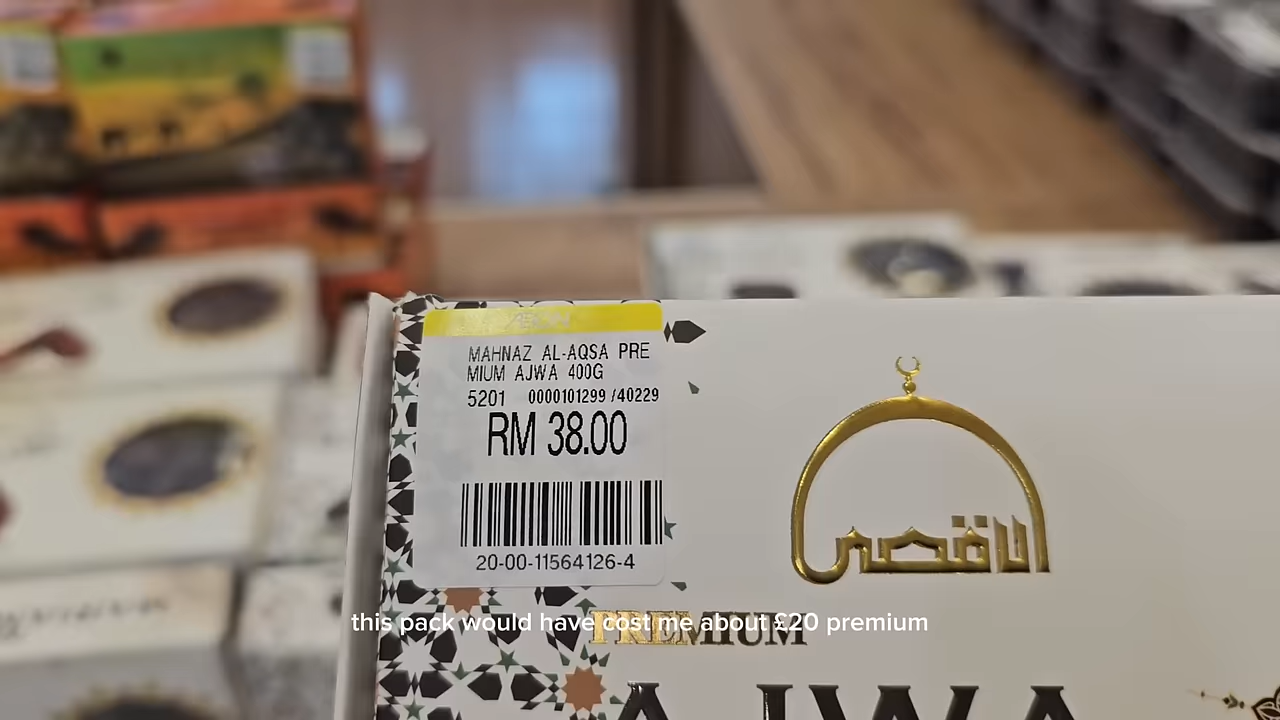 MAHNAZ AL-AQSA PRE
MIUM AJWA 400G
5201 0000101299 /40229
RM 38.00
20-00-11564126-4
الاقصى
PREMIUM
this pack would have cost me about £20 premium
AJWA